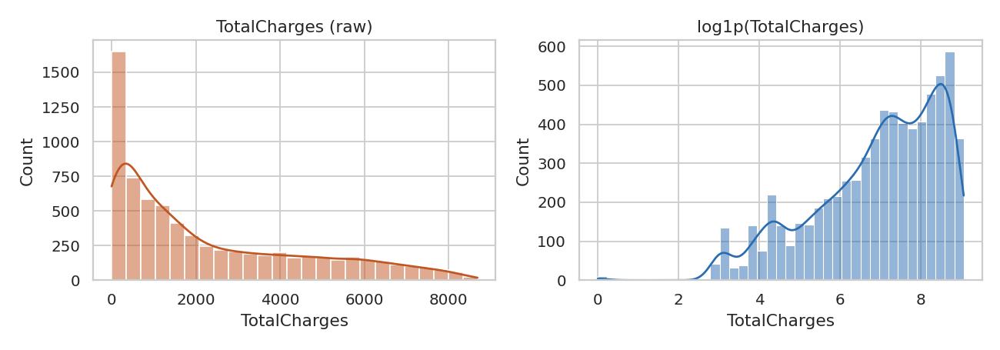 TotalCharges (raw)
Count
1500
1250
1000
750
500
250
0
0 2000 4000 6000 8000
TotalCharges
log1p(TotalCharges)
Count
600
500
400
300
200
100
0
0 2 4 6 8
TotalCharges